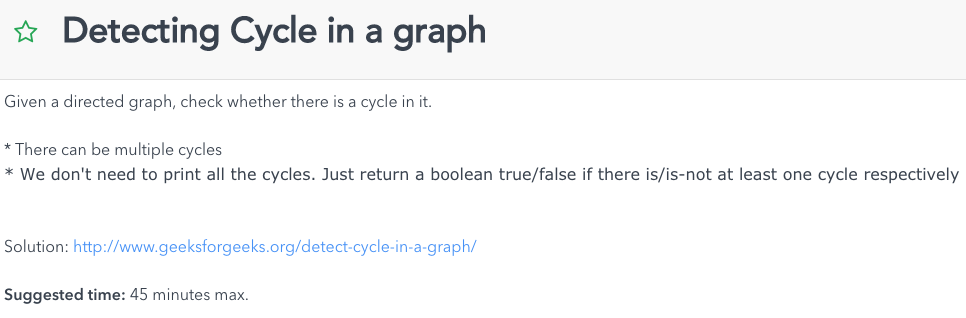 Detecting Cycle in a graph
Given a directed graph, check whether there is a cycle in it.
* There can be multiple cycles
* We don't need to print all the cycles. Just return a boolean true/false if there is/is-not at least one cycle respectively
Solution: http://www.geeksforgeeks.org/detect-cycle-in-a-graph/
Suggested time: 45 minutes max.